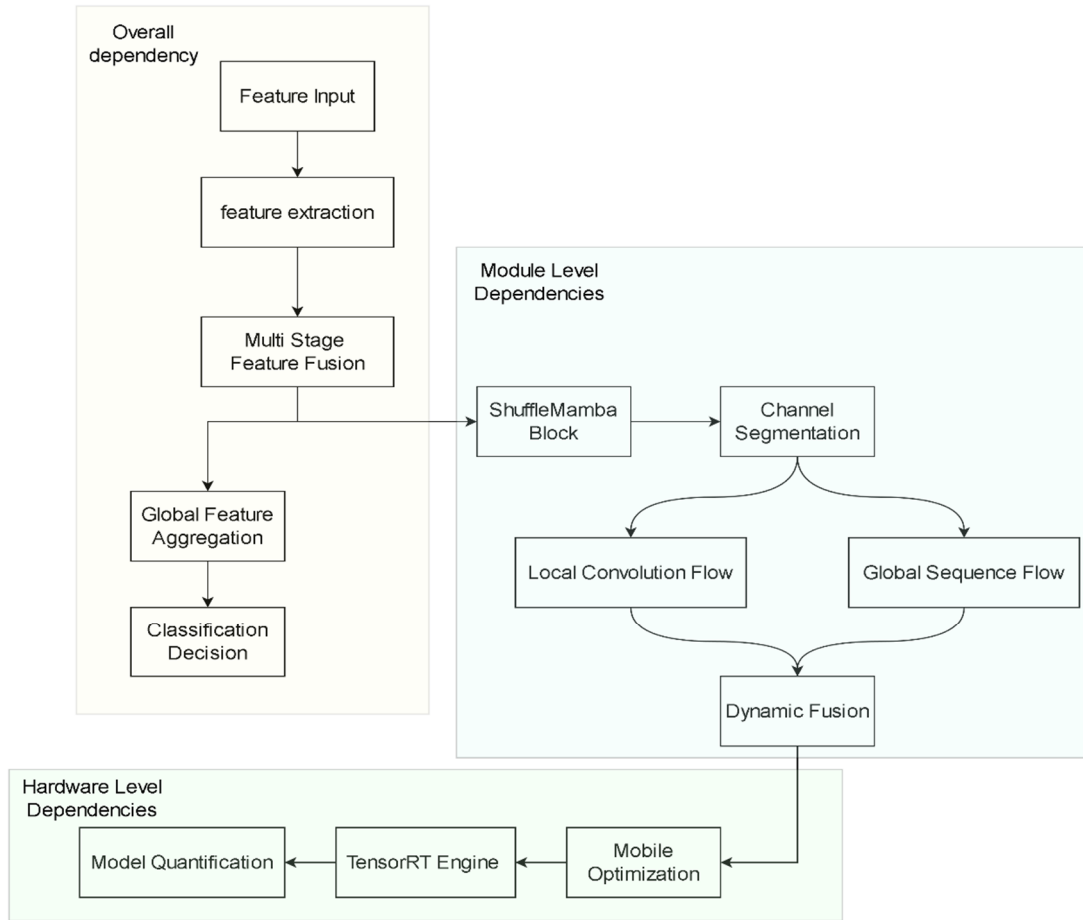 Overall
dependency
Feature Input
feature extraction
Multi Stage
Feature Fusion
Global Feature
Aggregation
Classification
Decision
Module Level
Dependencies
ShuffleMamba
Block
Channel
Segmentation
Local Convolution Flow
Global Sequence Flow
Dynamic Fusion
Hardware Level
Dependencies
Model Quantification
TensorRT Engine
Mobile
Optimization